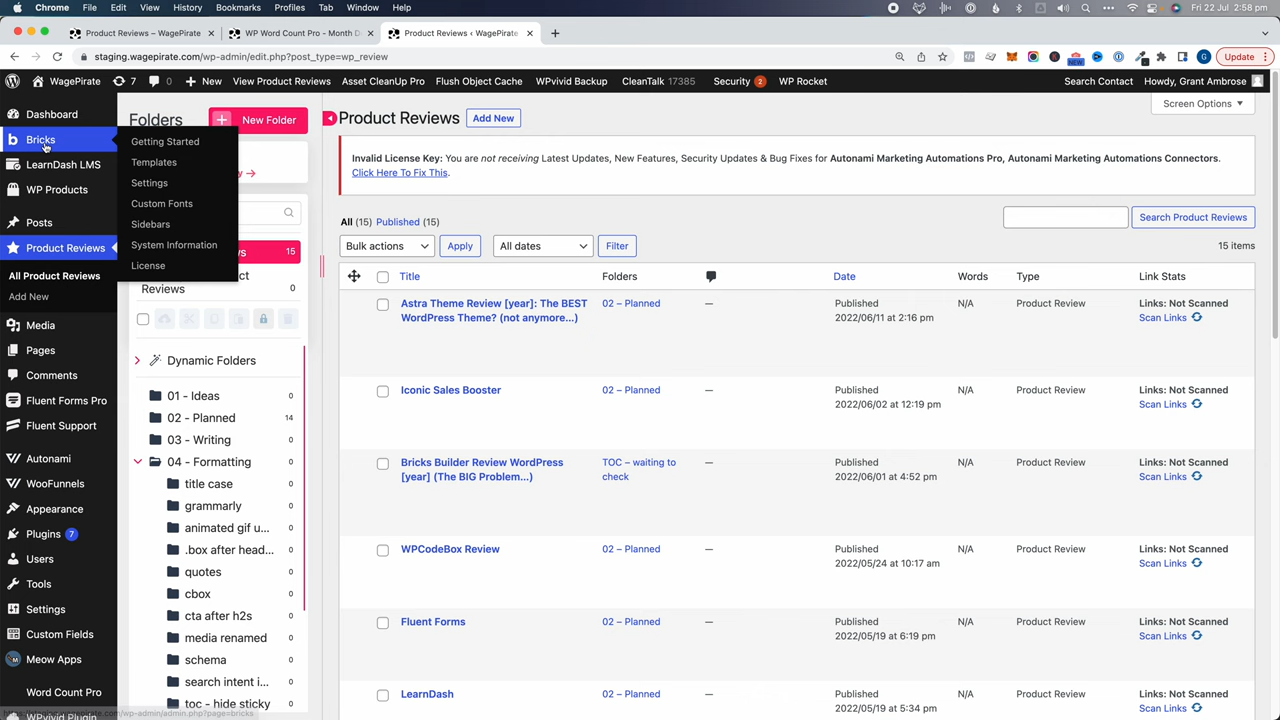 Chrome File Edit View History Bookmarks Profiles Tab Window Help Fri 22 Jul 2:58 pm
Product Reviews – WagePirate WP Word Count Pro - Month D Product Reviews ‹ WagePirate
staging.wagepirate.com/wp-admin/edit.php?post_type=wp_review NEW G Update
WagePirate 7 0 New View Product Reviews Asset CleanUp Pro Flush Object Cache WPvivid Backup CleanTalk 17385 Security 2 WP Rocket Search Contact Howdy, Grant Ambrose
Dashboard
Bricks
LearnDash LMS
WP Products
Posts
Product Reviews
All Product Reviews
Add New
Media
Pages
Comments
Fluent Forms Pro
Fluent Support
Autonami
WooFunnels
Appearance
Plugins 7
Users
Tools
Settings
Custom Fields
Meow Apps
Word Count Pro
WPvivid Plugin
Getting Started
Templates
Settings
Custom Fonts
Sidebars
System Information
License
Folders
New Folder
15
Reviews 0
Dynamic Folders
01 - Ideas 0
02 - Planned 14
03 - Writing 0
04 - Formatting 0
title case 0
grammarly 0
animated gif u... 0
.box after head... 0
quotes 0
cbox 0
cta after h2s 0
media renamed 0
schema 0
search intent i... 0
toc - hide sticky 0
Product Reviews Add New
Screen Options
Invalid License Key: You are not receiving Latest Updates, New Features, Security Updates & Bug Fixes for Autonami Marketing Automations Pro, Autonami Marketing Automations Connectors.
Click Here To Fix This.
All (15) Published (15)
Search Product Reviews
Bulk actions Apply All dates Filter
15 items
Title Folders Date Words Type Link Stats
Astra Theme Review [year]: The BEST 02 – Planned — Published N/A Product Review Links: Not Scanned
WordPress Theme? (not anymore...) 2022/06/11 at 2:16 pm Scan Links
Iconic Sales Booster 02 – Planned — Published N/A Product Review Links: Not Scanned
2022/06/02 at 12:19 pm Scan Links
Bricks Builder Review WordPress TOC – waiting to — Published N/A Product Review Links: Not Scanned
[year] (The BIG Problem...) check 2022/06/01 at 4:52 pm Scan Links
WPCodeBox Review 02 – Planned — Published N/A Product Review Links: Not Scanned
2022/05/24 at 10:17 am Scan Links
Fluent Forms 02 – Planned — Published N/A Product Review Links: Not Scanned
2022/05/19 at 6:19 pm Scan Links
LearnDash 02 – Planned — Published N/A Product Review Links: Not Scanned
2022/05/19 at 5:34 pm Scan Links